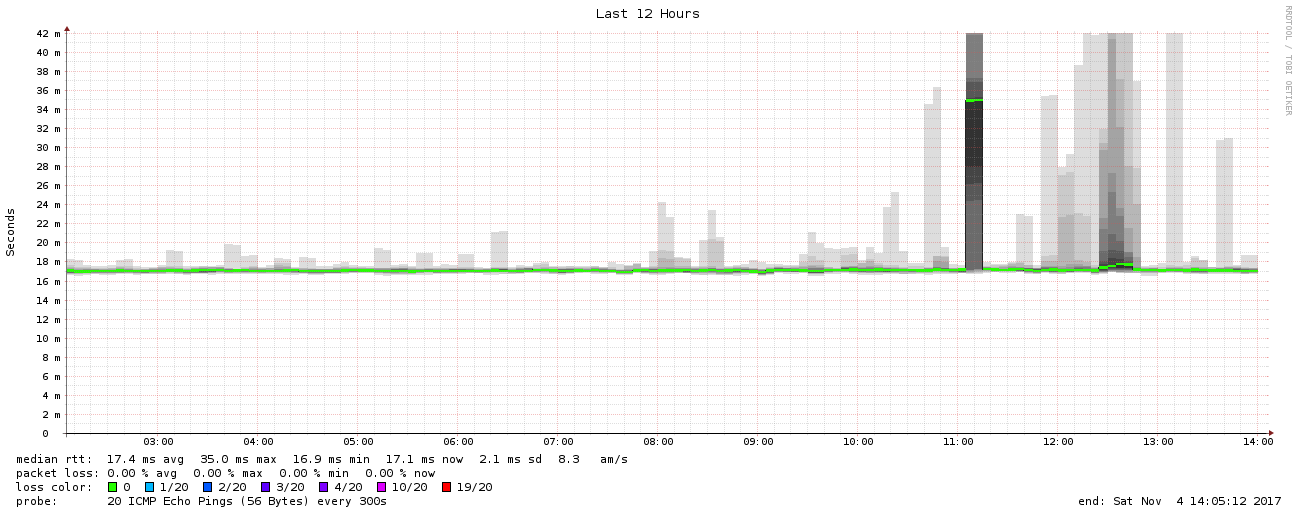 Last 12 Hours
RRDTOOL / TOBI OETIKER
Seconds
42 m
40 m
38 m
36 m
34 m
32 m
30 m
28 m
26 m
24 m
22 m
20 m
18 m
16 m
14 m
12 m
10 m
8 m
6 m
4 m
2 m
0
03:00 04:00 05:00 06:00 07:00 08:00 09:00 10:00 11:00 12:00 13:00 14:00
median rtt: 17.4 ms avg 35.0 ms max 16.9 ms min 17.1 ms now 2.1 ms sd 8.3 am/s
packet loss: 0.00 % avg 0.00 % max 0.00 % min 0.00 % now
loss color: 0 1/20 2/20 3/20 4/20 10/20 19/20
probe: 20 ICMP Echo Pings (56 Bytes) every 300s end: Sat Nov 4 14:05:12 2017